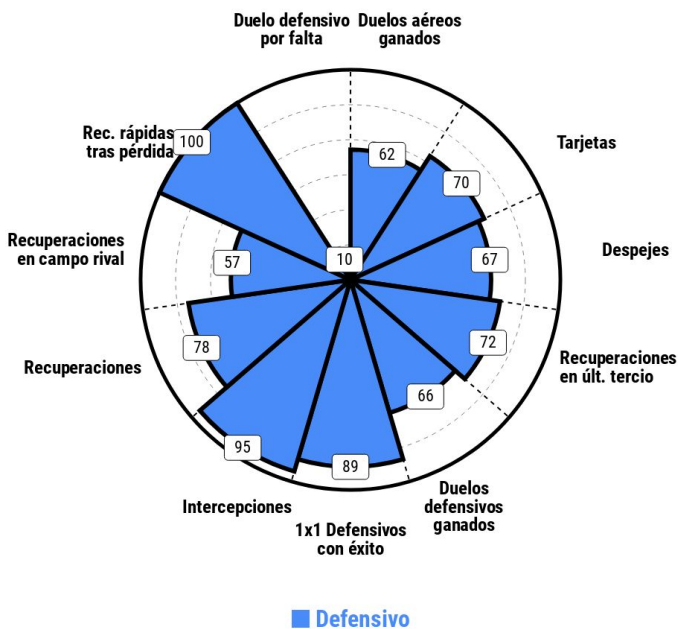 Duelo defensivo
por falta
Duelos aéreos
ganados
Rec. rápidas
tras pérdida
100
62
70
Tarjetas
Recuperaciones
en campo rival
57
10
67
Despejes
Recuperaciones
78
72
Recuperaciones
en últ. tercio
66
95
89
Intercepciones
1x1 Defensivos
con éxito
Duelos
defensivos
ganados
Defensivo